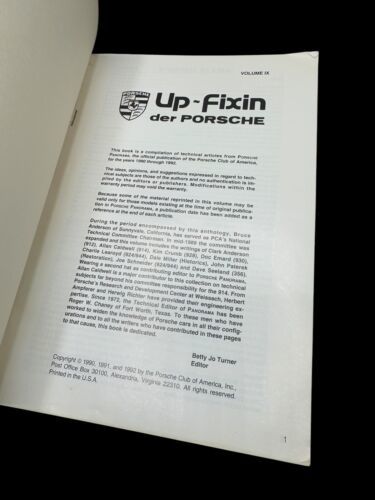 VOLUME IX
PORSCHE
Up-Fixin
der PORSCHE
This book is a compilation of technical articles from PORSCHE
PANORAMA, the official publication of the Porsche Club of America,
for the years 1990 through 1992.
The ideas, opinions, and suggestions expressed in regard to tech-
nical subjects are those of the authors and no authentication is im-
plied by the editors or publishers. Modifications within the
warranty period may void the warranty.
Because some of the material reprinted in this volume may be
valid only for those models existing at the time of original publica-
tion in PORSCHE PANORAMA, a publication date has been added as a
reference at the end of each article.
During the period encompassed by this anthology, Bruce
Anderson of Sunnyvale, California, has served as PCA's National
Technical Committee Chairman. In mid-1989 the committee was
expanded and this volume includes the writings of Clark Anderson
(912), Allan Caldwell (914), Kim Crumb (928), Doc Emand (930),
Charlie Leansyd (924/944), Dale Miller (Historic), John Paterek
(Restoration), Joe Schneider (924/944) and Dave Seeland (356).
Wearing a second hat as contributing editor to PORSCHE PANORAMA,
Allan Caldwell is a major contributor to this collection on technical
subjects far beyond his committee responsibility for the 914. From
Porsche's Research and Development Center at Weissach, Herbert
Ampferer and Herwig Richter have provided their engineering ex-
pertise. Since 1972, the Technical Editor of PANORAMA has been
Roger W. Chaney of Fort Worth, Texas. To these men who have
worked to widen the knowledge of Porsche cars in all their config-
urations and to all the writers who have contributed in these pages
to that cause, this book is dedicated.
Betty Jo Turner
Editor
Copyright © 1990, 1991, and 1992 by the Porsche Club of America, Inc.,
Post Office Box 30100, Alexandria, Virginia 22310. All rights reserved.
Printed in the U.S.A.
1